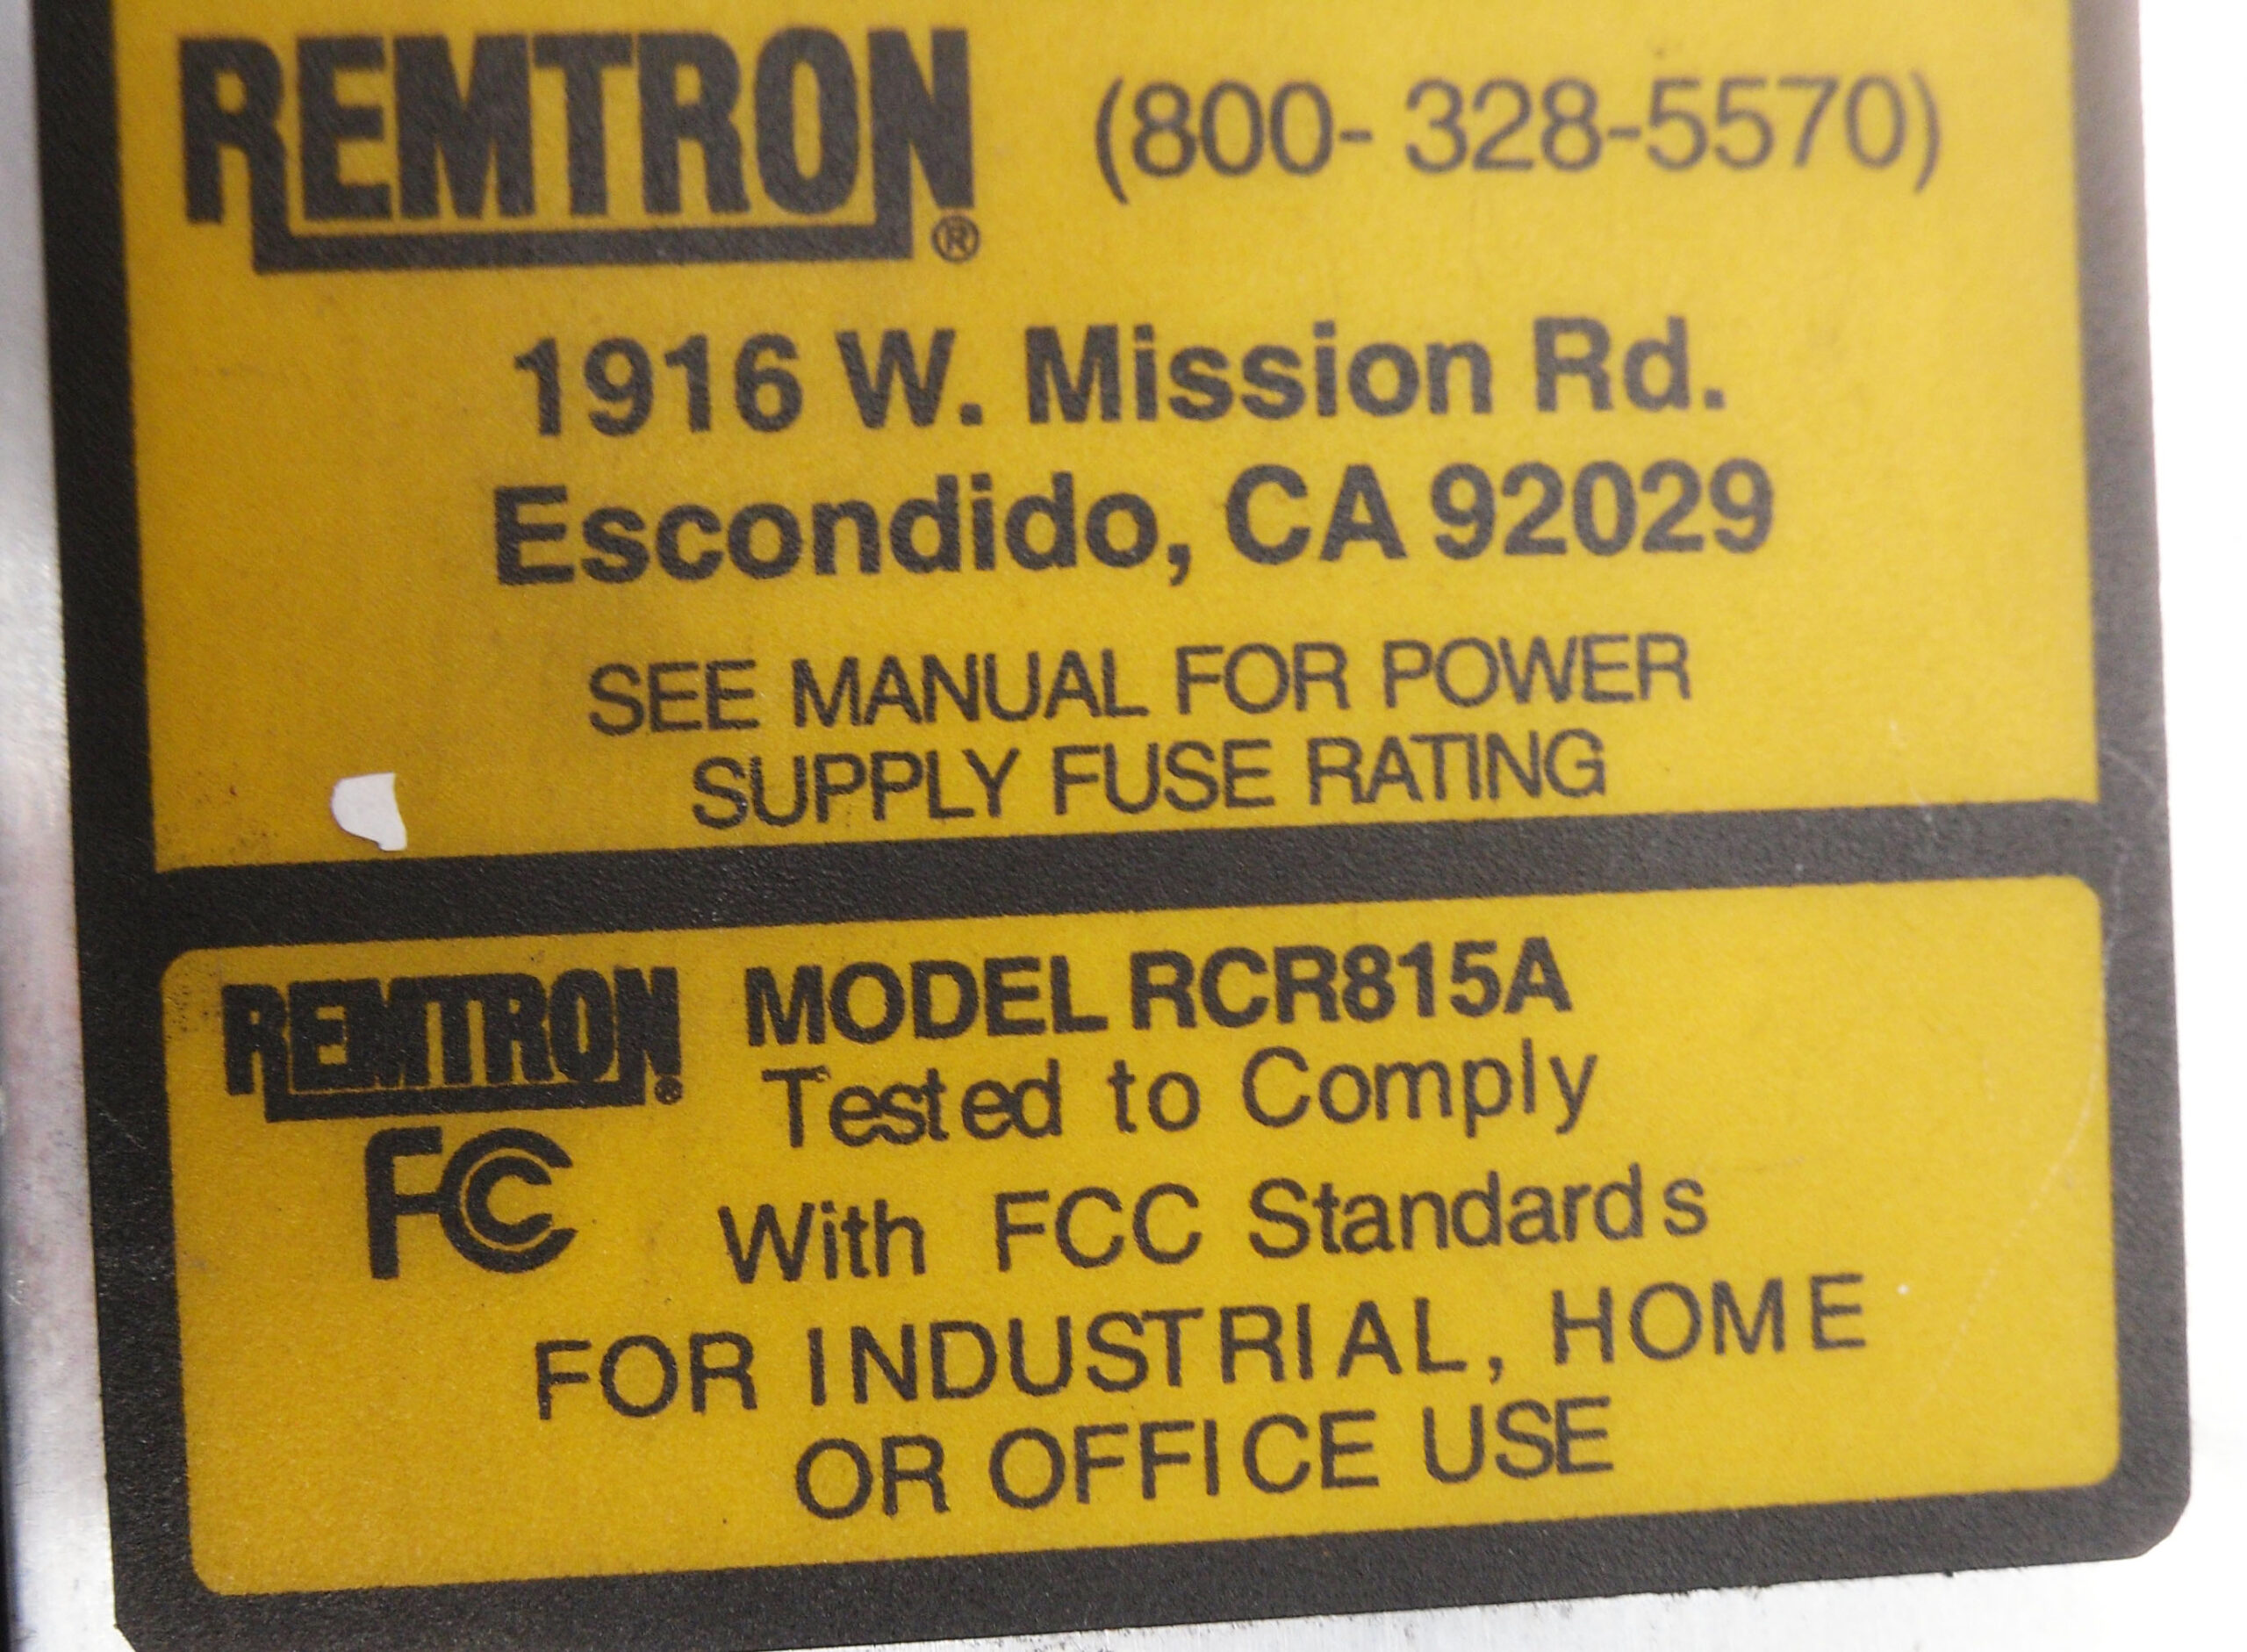 REMTRON® (800- 328-5570)
1916 W. Mission Rd.
Escondido, CA 92029
SEE MANUAL FOR POWER
SUPPLY FUSE RATING
REMTRON® MODEL RCR815A
Tested to Comply
FC With FCC Standards
FOR INDUSTRIAL, HOME
OR OFFICE USE